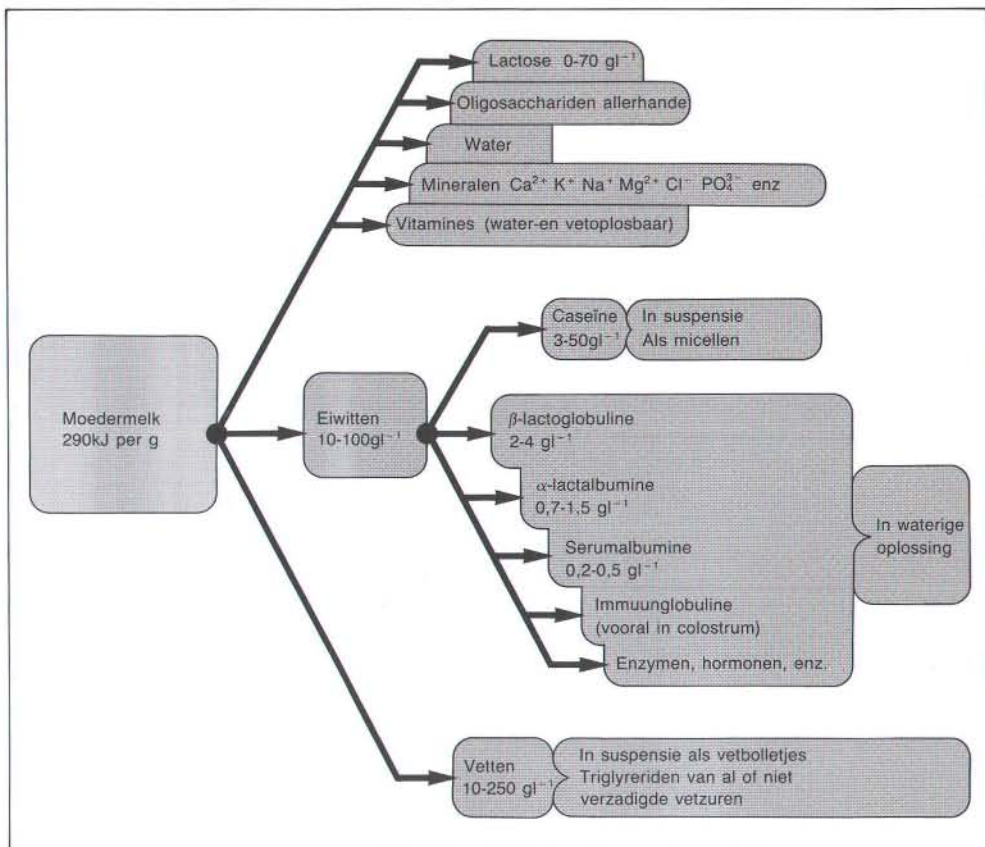 Lactose 0-70 gl⁻¹
Oligosacchariden allerhande
Water
Mineralen Ca²⁺ K⁺ Na⁺ Mg²⁺ Cl⁻ PO₄³⁻ enz
Vitamines (water-en vetoplosbaar)
Moedermelk
290kJ per g
Eiwitten
10-100gl⁻¹
Caseïne
3-50gl⁻¹
In suspensie
Als micellen
β-lactoglobuline
2-4 gl⁻¹
α-lactalbumine
0,7-1,5 gl⁻¹
Serumalbumine
0,2-0,5 gl⁻¹
Immuunglobuline
(vooral in colostrum)
Enzymen, hormonen, enz.
In waterige
oplossing
Vetten
10-250 gl⁻¹
In suspensie als vetbolletjes
Triglyreriden van al of niet
verzadigde vetzuren